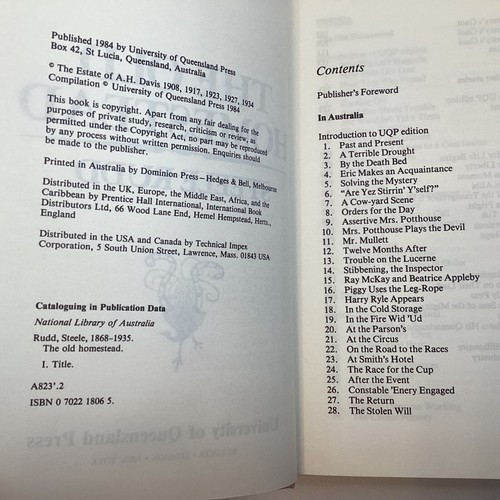 Published 1984 by University of Queensland Press
Box 42, St Lucia, Queensland, Australia
© The Estate of A.H. Davis 1908, 1917, 1923, 1927, 1934
Compilation © University of Queensland Press 1984
This book is copyright. Apart from any fair dealing for the
purposes of private study, research, criticism or review, as
permitted under the Copyright Act, no part may be reproduced
by any process without written permission. Enquiries should
be made to the publisher.
Printed in Australia by Dominion Press—Hedges & Bell, Melbourne
Distributed in the UK, Europe, the Middle East, Africa, and the
Caribbean by Prentice Hall International, International Book
Distributors Ltd, 66 Wood Lane End, Hemel Hempstead, Herts.,
England
Distributed in the USA and Canada by Technical Impex
Corporation, 5 South Union Street, Lawrence, Mass. 01843 USA
Cataloguing in Publication Data
National Library of Australia
Rudd, Steele, 1868-1935.
The old homestead.
I. Title.
A823'.2
ISBN 0 7022 1806 5.
Contents
Publisher's Foreword
In Australia
Introduction to UQP edition
1. Past and Present
2. A Terrible Drought
3. By the Death Bed
4. Eric Makes an Acquaintance
5. Solving the Mystery
6. "Are Yez Stirrin' Y'self?"
7. A Cow-yard Scene
8. Orders for the Day
9. Assertive Mrs. Potthouse
10. Mrs. Potthouse Plays the Devil
11. Mr. Mullett
12. Twelve Months After
13. Trouble on the Lucerne
14. Stibbening, the Inspector
15. Ray McKay and Beatrice Appleby
16. Piggy Uses the Leg-Rope
17. Harry Ryle Appears
18. In the Cold Storage
19. In the Fire Wid 'Ud
20. At the Parson's
21. At the Circus
22. On the Road to the Races
23. At Smith's Hotel
24. The Race for the Cup
25. After the Event
26. Constable 'Enery Engaged
27. The Return
28. The Stolen Will